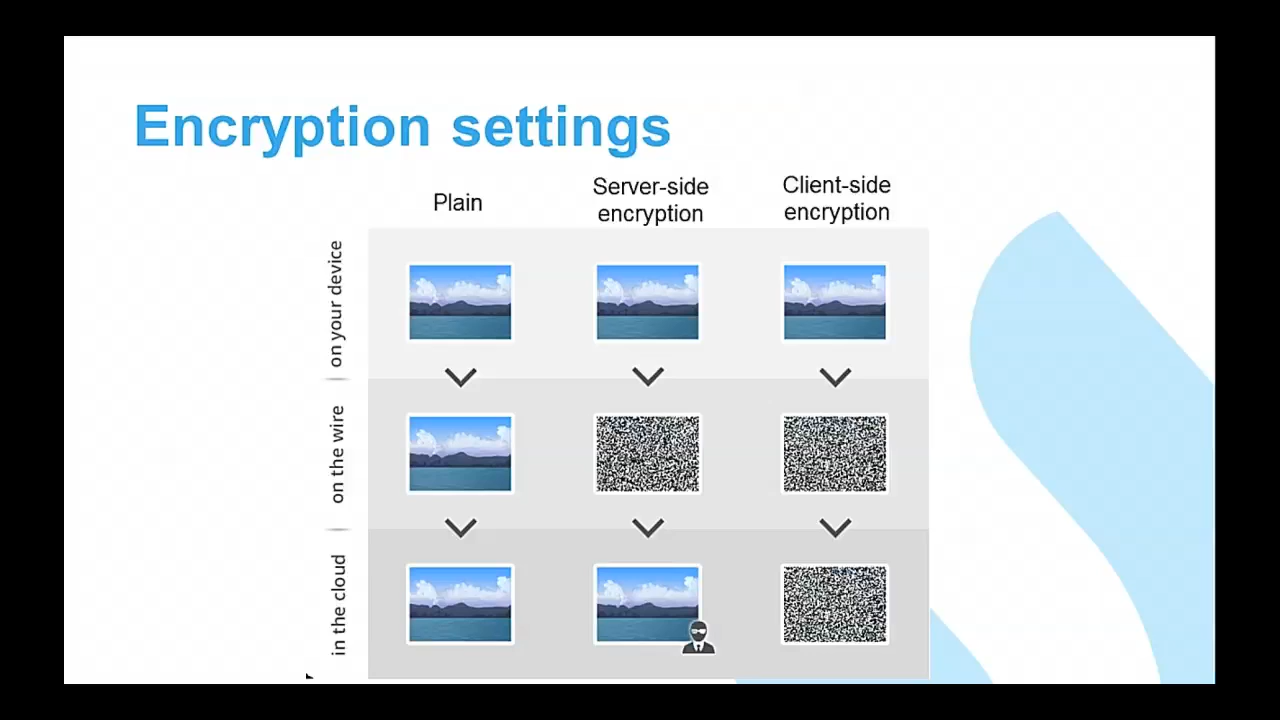 Encryption settings
Plain
Server-side
encryption
Client-side
encryption
on your device
on the wire
in the cloud